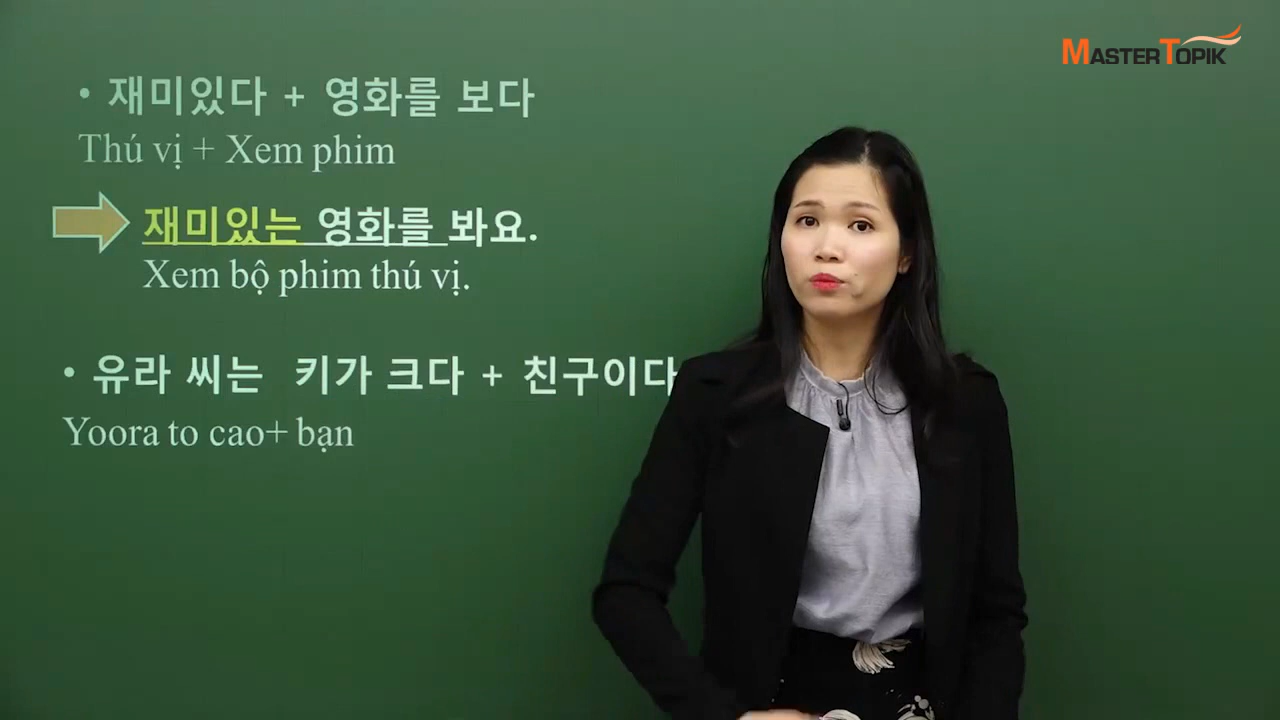 MASTER TOPIK
• 재미있다 + 영화를 보다
Thú vị + Xem phim
재미있는 영화를 봐요.
Xem bộ phim thú vị.
• 유라 씨는 키가 크다 + 친구이다
Yoora to cao+ bạn